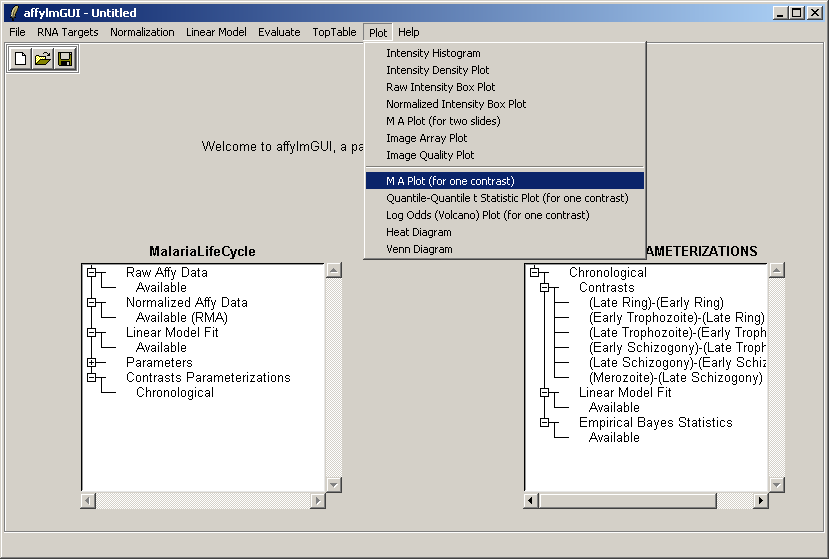 affylmGUI - Untitled
File RNA Targets Normalization Linear Model Evaluate TopTable Plot Help
Intensity Histogram
Intensity Density Plot
Raw Intensity Box Plot
Normalized Intensity Box Plot
M A Plot (for two slides)
Image Array Plot
Image Quality Plot
M A Plot (for one contrast)
Quantile-Quantile t Statistic Plot (for one contrast)
Log Odds (Volcano) Plot (for one contrast)
Heat Diagram
Venn Diagram
Welcome to affylmGUI, a pa
MalariaLifeCycle
Raw Affy Data
Available
Normalized Affy Data
Available (RMA)
Linear Model Fit
Available
Parameters
Contrasts Parameterizations
Chronological
AMETERIZATIONS
Chronological
Contrasts
(Late Ring)-(Early Ring)
(Early Trophozoite)-(Late Ring)
(Late Trophozoite)-(Early Troph
(Early Schizogony)-(Late Troph
(Late Schizogony)-(Early Schiz
(Merozoite)-(Late Schizogony)
Linear Model Fit
Available
Empirical Bayes Statistics
Available